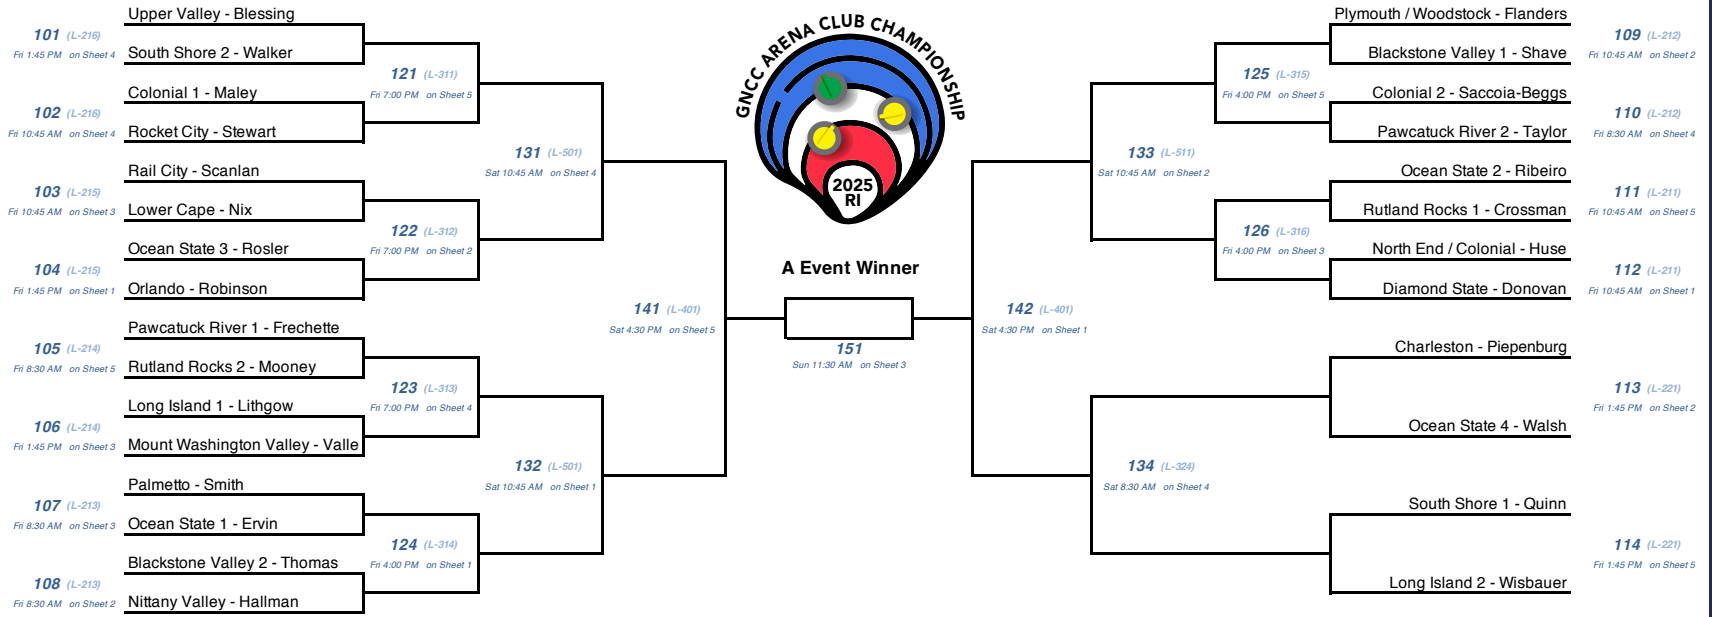 GNCC ARENA CLUB CHAMPIONSHIP
2025
RI
Upper Valley - Blessing
101 (L-216)
Fri 1:45 PM on Sheet 4
South Shore 2 - Walker
121 (L-311)
Fri 7:00 PM on Sheet 5
Colonial 1 - Maley
102 (L-216)
Fri 10:45 AM on Sheet 4
Rocket City - Stewart
131 (L-501)
Sat 10:45 AM on Sheet 4
Rail City - Scanlan
103 (L-215)
Fri 10:45 AM on Sheet 3
Lower Cape - Nix
122 (L-312)
Fri 7:00 PM on Sheet 2
Ocean State 3 - Rosler
104 (L-215)
Fri 1:45 PM on Sheet 1
Orlando - Robinson
141 (L-401)
Sat 4:30 PM on Sheet 5
Pawcatuck River 1 - Frechette
105 (L-214)
Fri 8:30 AM on Sheet 5
Rutland Rocks 2 - Mooney
123 (L-313)
Fri 7:00 PM on Sheet 4
Long Island 1 - Lithgow
106 (L-214)
Fri 1:45 PM on Sheet 3
Mount Washington Valley - Valle
132 (L-501)
Sat 10:45 AM on Sheet 1
Palmetto - Smith
107 (L-213)
Fri 8:30 AM on Sheet 3
Ocean State 1 - Ervin
124 (L-314)
Fri 4:00 PM on Sheet 1
Blackstone Valley 2 - Thomas
108 (L-213)
Fri 8:30 AM on Sheet 2
Nittany Valley - Hallman
A Event Winner
151
Sun 11:30 AM on Sheet 3
Plymouth / Woodstock - Flanders
109 (L-212)
Fri 10:45 AM on Sheet 2
Blackstone Valley 1 - Shave
125 (L-315)
Fri 4:00 PM on Sheet 5
Colonial 2 - Saccoia-Beggs
110 (L-212)
Fri 8:30 AM on Sheet 4
Pawcatuck River 2 - Taylor
133 (L-511)
Sat 10:45 AM on Sheet 2
Ocean State 2 - Ribeiro
111 (L-211)
Fri 10:45 AM on Sheet 5
Rutland Rocks 1 - Crossman
126 (L-316)
Fri 4:00 PM on Sheet 3
North End / Colonial - Huse
112 (L-211)
Fri 10:45 AM on Sheet 1
Diamond State - Donovan
142 (L-401)
Sat 4:30 PM on Sheet 1
Charleston - Piepenburg
113 (L-221)
Fri 1:45 PM on Sheet 2
Ocean State 4 - Walsh
134 (L-324)
Sat 8:30 AM on Sheet 4
South Shore 1 - Quinn
114 (L-221)
Fri 1:45 PM on Sheet 5
Long Island 2 - Wisbauer